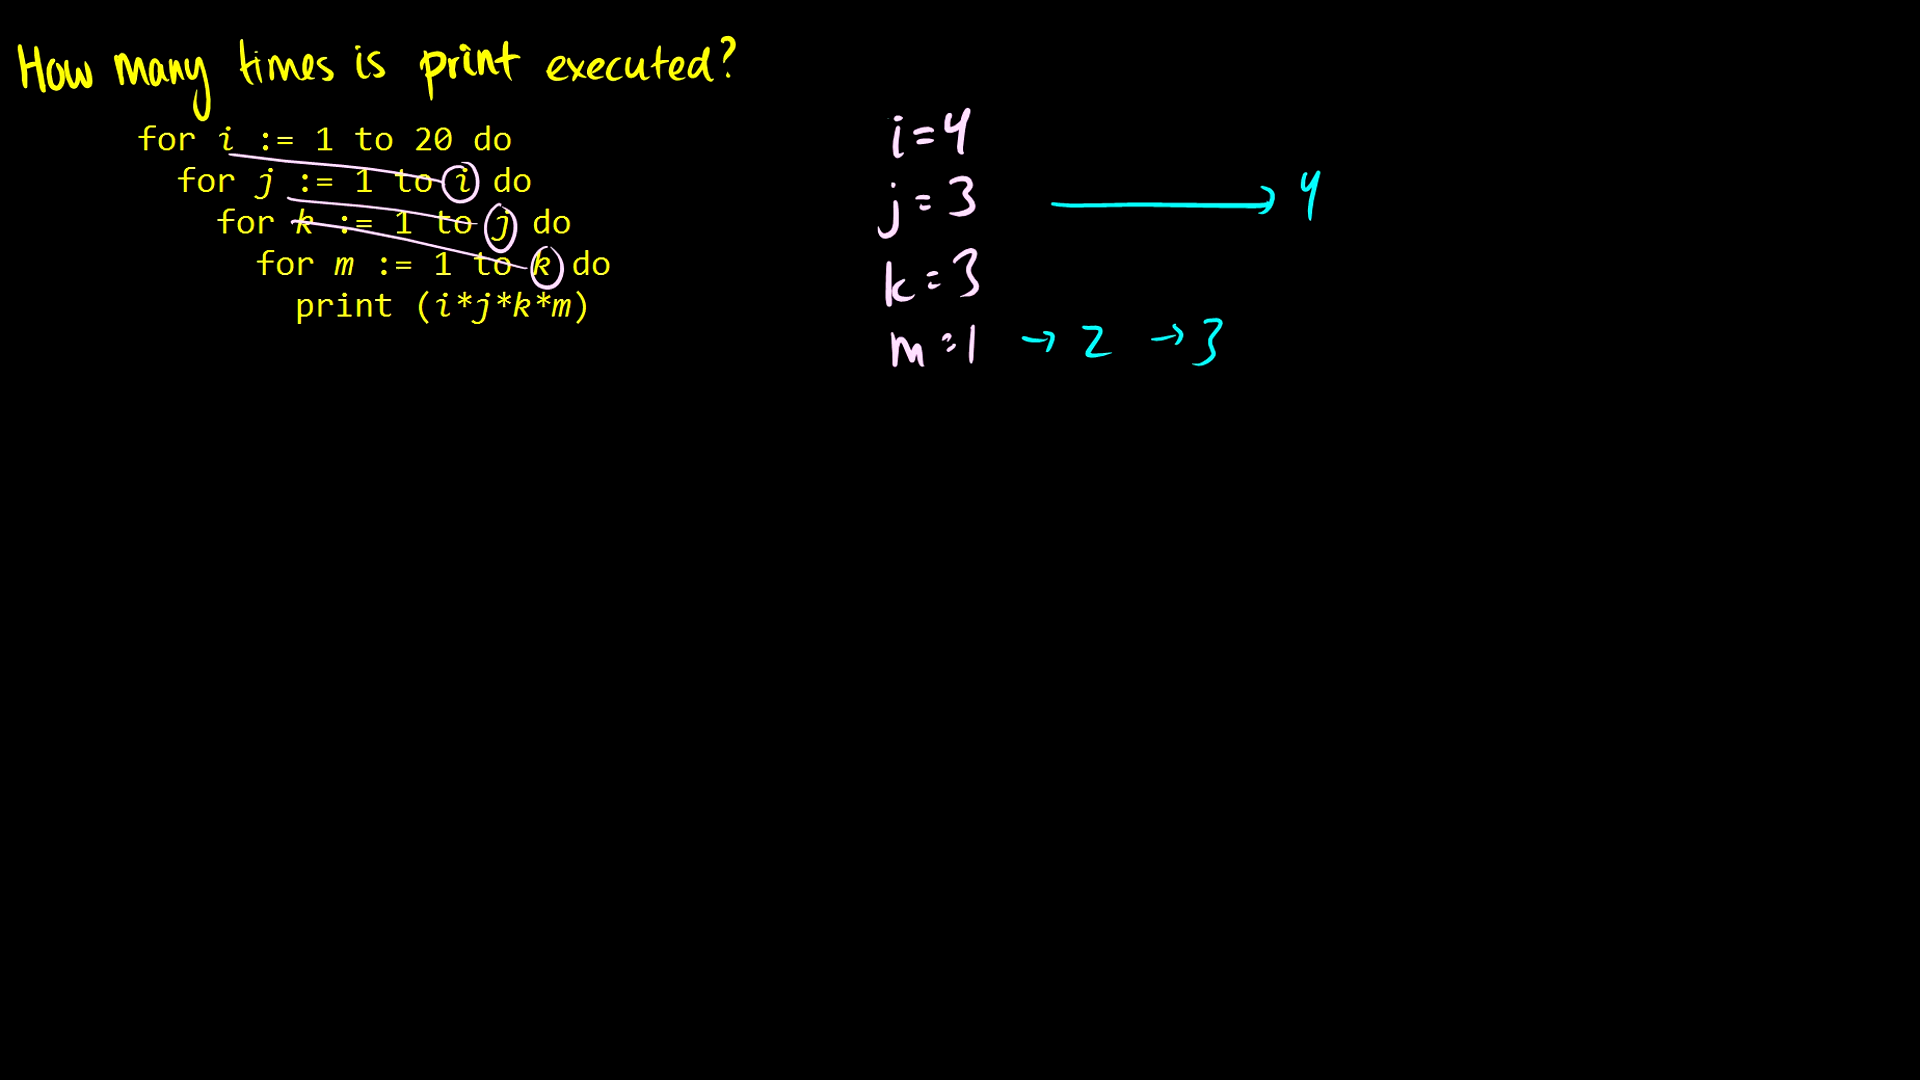 How many times is print executed?
for i := 1 to 20 do
for j := 1 to i do
for k := 1 to j do
for m := 1 to k do
print (i*j*k*m)
i=4
j=3 → 4
k=3
m=1 → 2 → 3